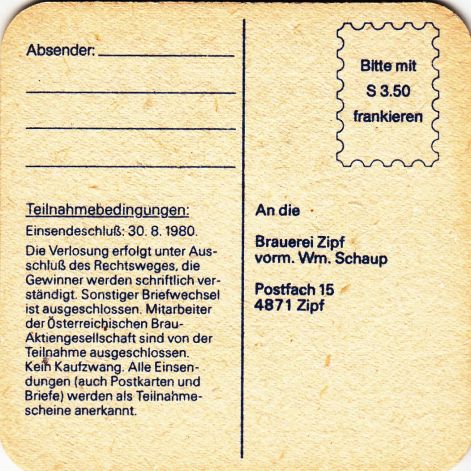 Absender:
Bitte mit
S 3.50
frankieren
Teilnahmebedingungen:
Einsendeschluß: 30. 8. 1980.
Die Verlosung erfolgt unter Aus-
schluß des Rechtsweges, die
Gewinner werden schriftlich ver-
ständigt. Sonstiger Briefwechsel
ist ausgeschlossen. Mitarbeiter
der Österreichischen Brau-
Aktiengesellschaft sind von der
Teilnahme ausgeschlossen.
Kein Kaufzwang. Alle Einsen-
dungen (auch Postkarten und
Briefe) werden als Teilnahme-
scheine anerkannt.
An die
Brauerei Zipf
vorm. Wm. Schaup
Postfach 15
4871 Zipf